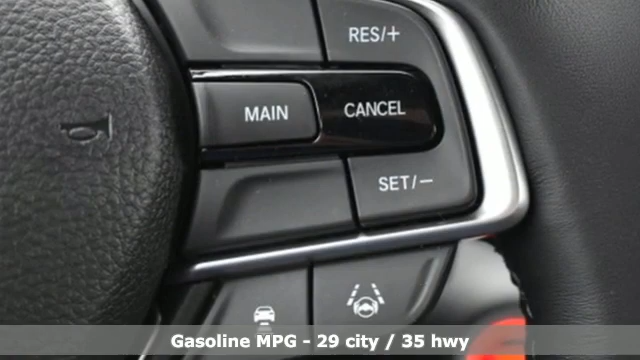 RES/+
MAIN
CANCEL
SET/−
Gasoline MPG - 29 city / 35 hwy